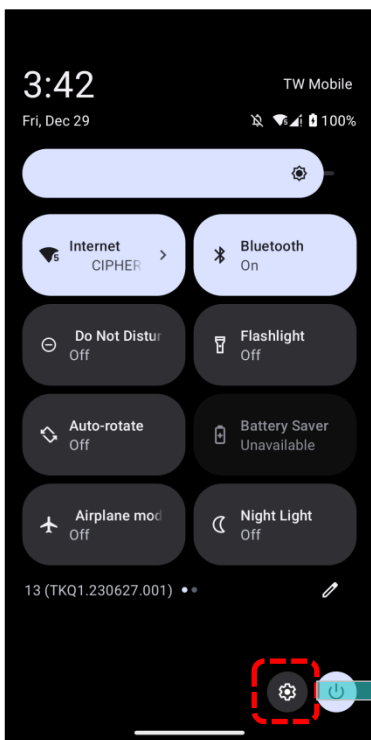 3:42
TW Mobile
Fri, Dec 29
100%
Internet
CIPHER
Bluetooth
On
Do Not Distur
Off
Flashlight
Off
Auto-rotate
Off
Battery Saver
Unavailable
Airplane mod
Off
Night Light
Off
13 (TKQ1.230627.001)